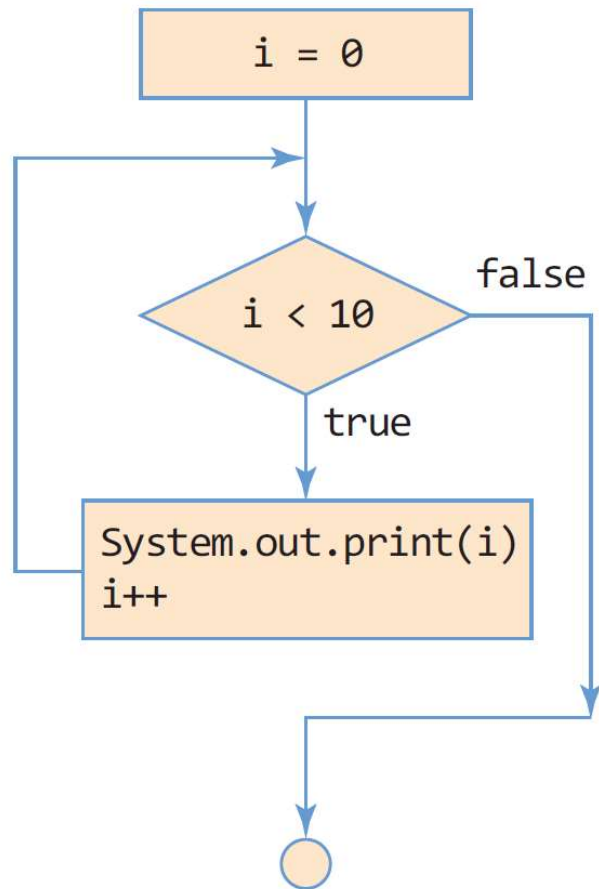 i = 0
i < 10
false
true
System.out.print(i)
i++